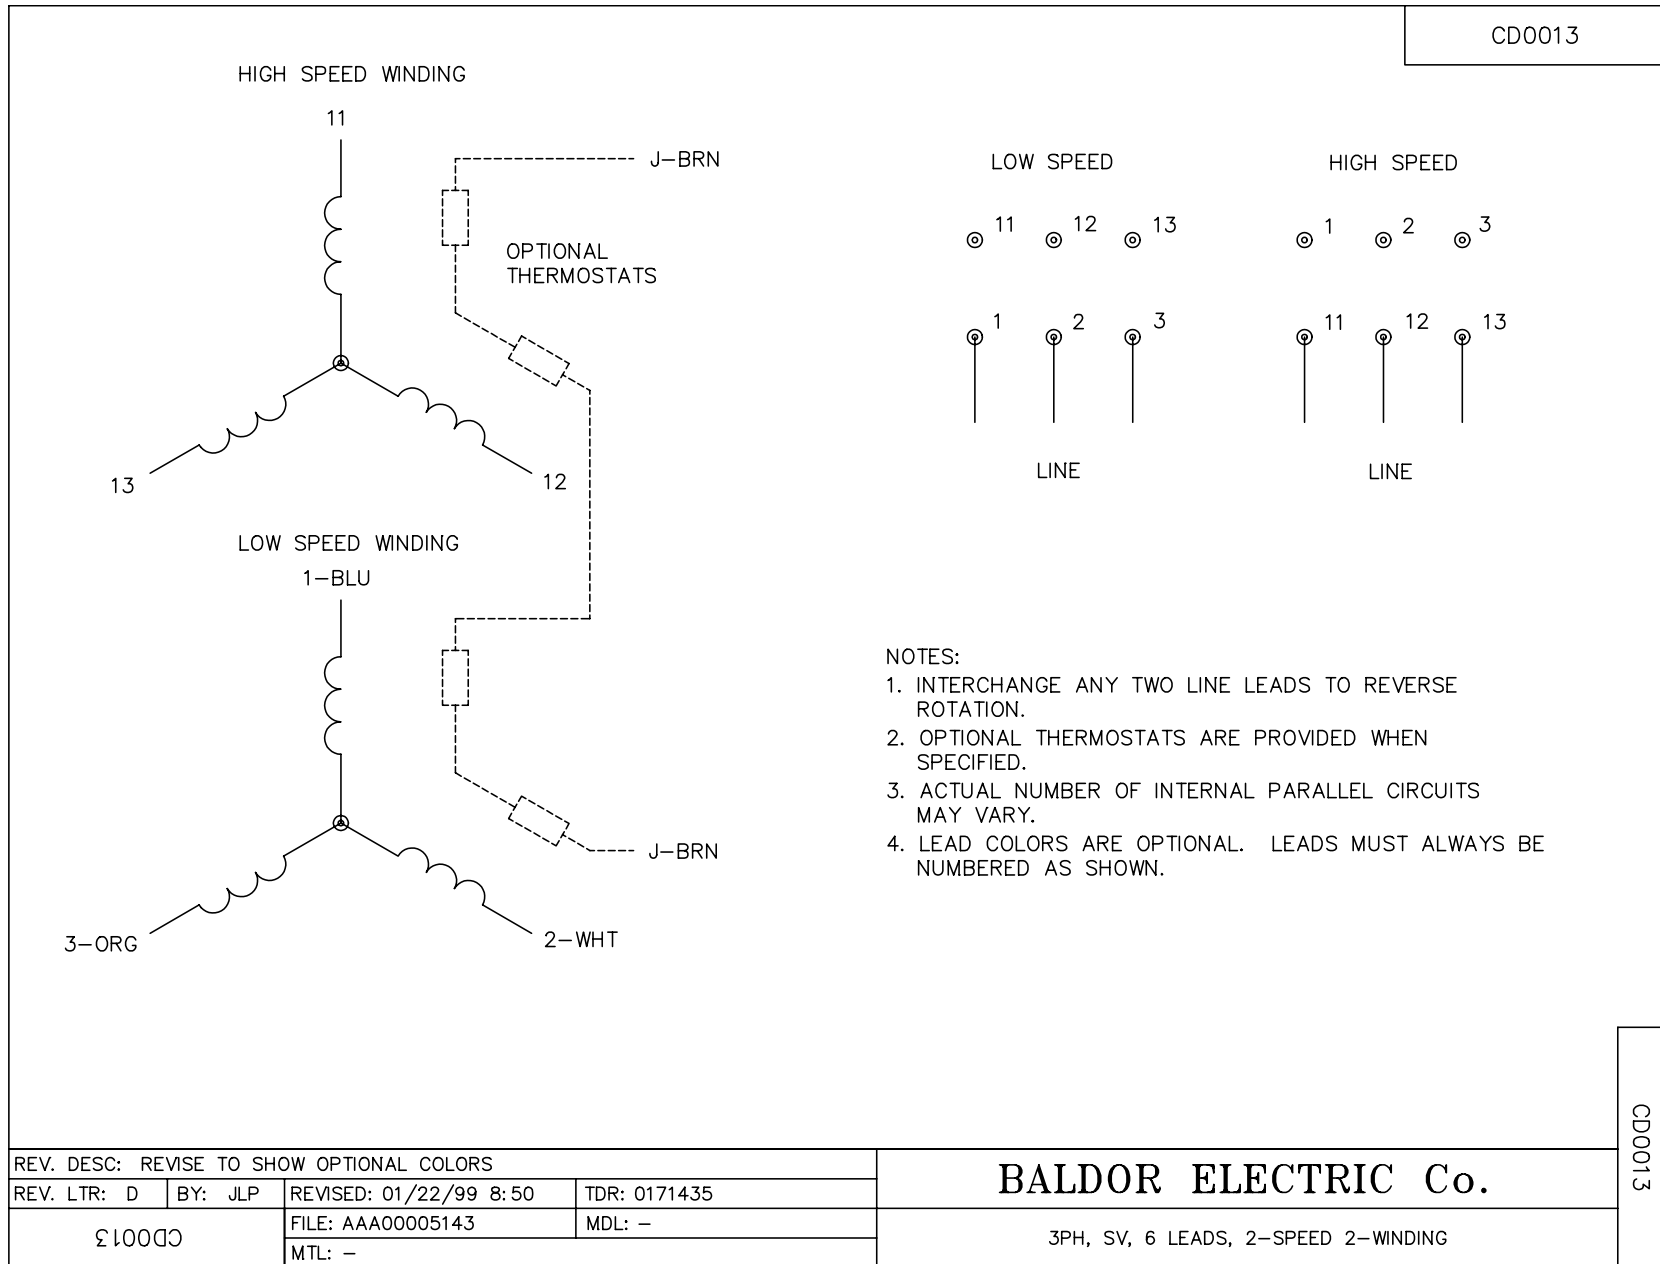 CD0013
HIGH SPEED WINDING
11
J-BRN
OPTIONAL
THERMOSTATS
13
12
LOW SPEED WINDING
1-BLU
J-BRN
3-ORG
2-WHT
LOW SPEED
11 12 13
1 2 3
LINE
HIGH SPEED
1 2 3
11 12 13
LINE
NOTES:
1. INTERCHANGE ANY TWO LINE LEADS TO REVERSE
ROTATION.
2. OPTIONAL THERMOSTATS ARE PROVIDED WHEN
SPECIFIED.
3. ACTUAL NUMBER OF INTERNAL PARALLEL CIRCUITS
MAY VARY.
4. LEAD COLORS ARE OPTIONAL. LEADS MUST ALWAYS BE
NUMBERED AS SHOWN.
CD0013
REV. DESC: REVISE TO SHOW OPTIONAL COLORS
REV. LTR: D BY: JLP REVISED: 01/22/99 8:50 TDR: 0171435
CD0013
FILE: AAA00005143 MDL: -
MTL: -
BALDOR ELECTRIC Co.
3PH, SV, 6 LEADS, 2-SPEED 2-WINDING